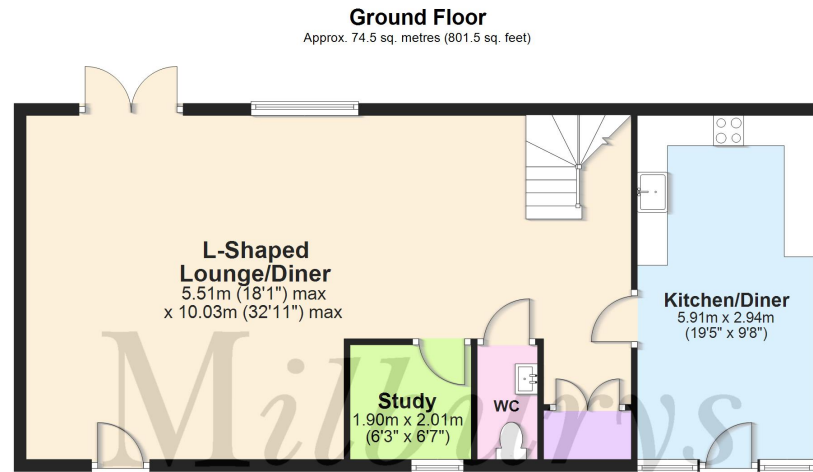 Ground Floor
Approx. 74.5 sq. metres (801.5 sq. feet)
L-Shaped
Lounge/Diner
5.51m (18'1") max
x 10.03m (32'11") max
Kitchen/Diner
5.91m x 2.94m
(19'5" x 9'8")
Study
1.90m x 2.01m
(6'3" x 6'7")
WC
Milburys